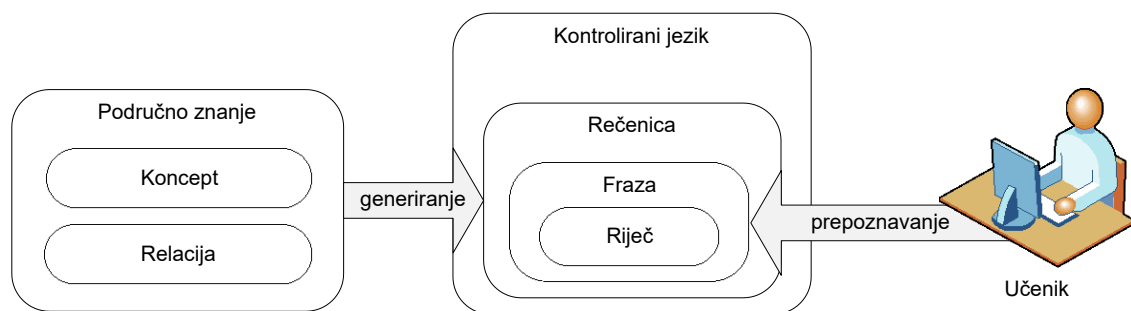 Područno znanje
Koncept
Relacija
generiranje
Kontrolirani jezik
Rečenica
Fraza
Riječ
prepoznavanje
Učenik